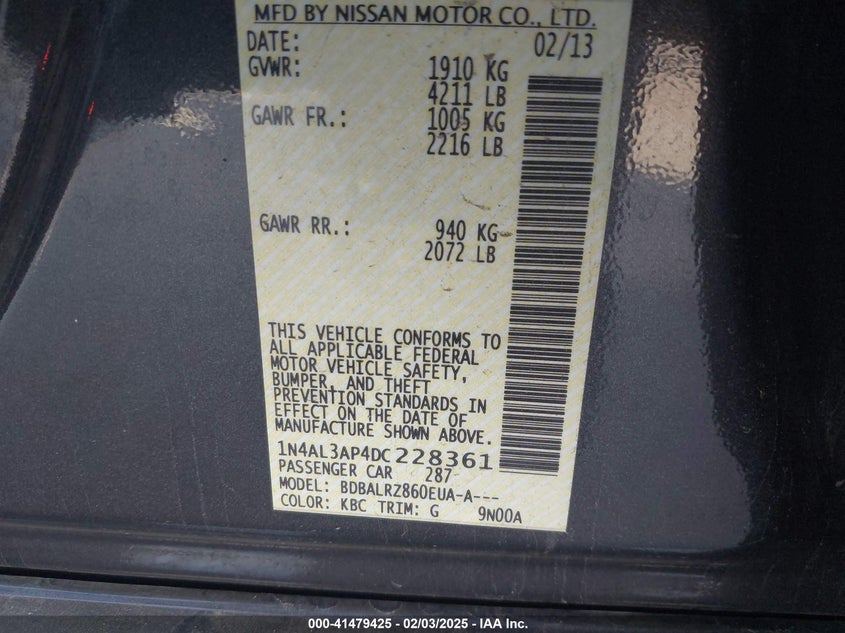 MFD BY NISSAN MOTOR CO., LTD.
DATE: 02/13
GVWR: 1910 KG
4211 LB
GAWR FR.: 1005 KG
2216 LB
GAWR RR.: 940 KG
2072 LB
THIS VEHICLE CONFORMS TO
ALL APPLICABLE FEDERAL
MOTOR VEHICLE SAFETY,
BUMPER, AND THEFT
PREVENTION STANDARDS IN
EFFECT ON THE DATE OF
MANUFACTURE SHOWN ABOVE.
1N4AL3AP4DC228361
PASSENGER CAR 287
MODEL: BDBALRZ860EUA-A---
COLOR: KBC TRIM: G 9N00A
000-41479425 - 02/03/2025 - IAA Inc.